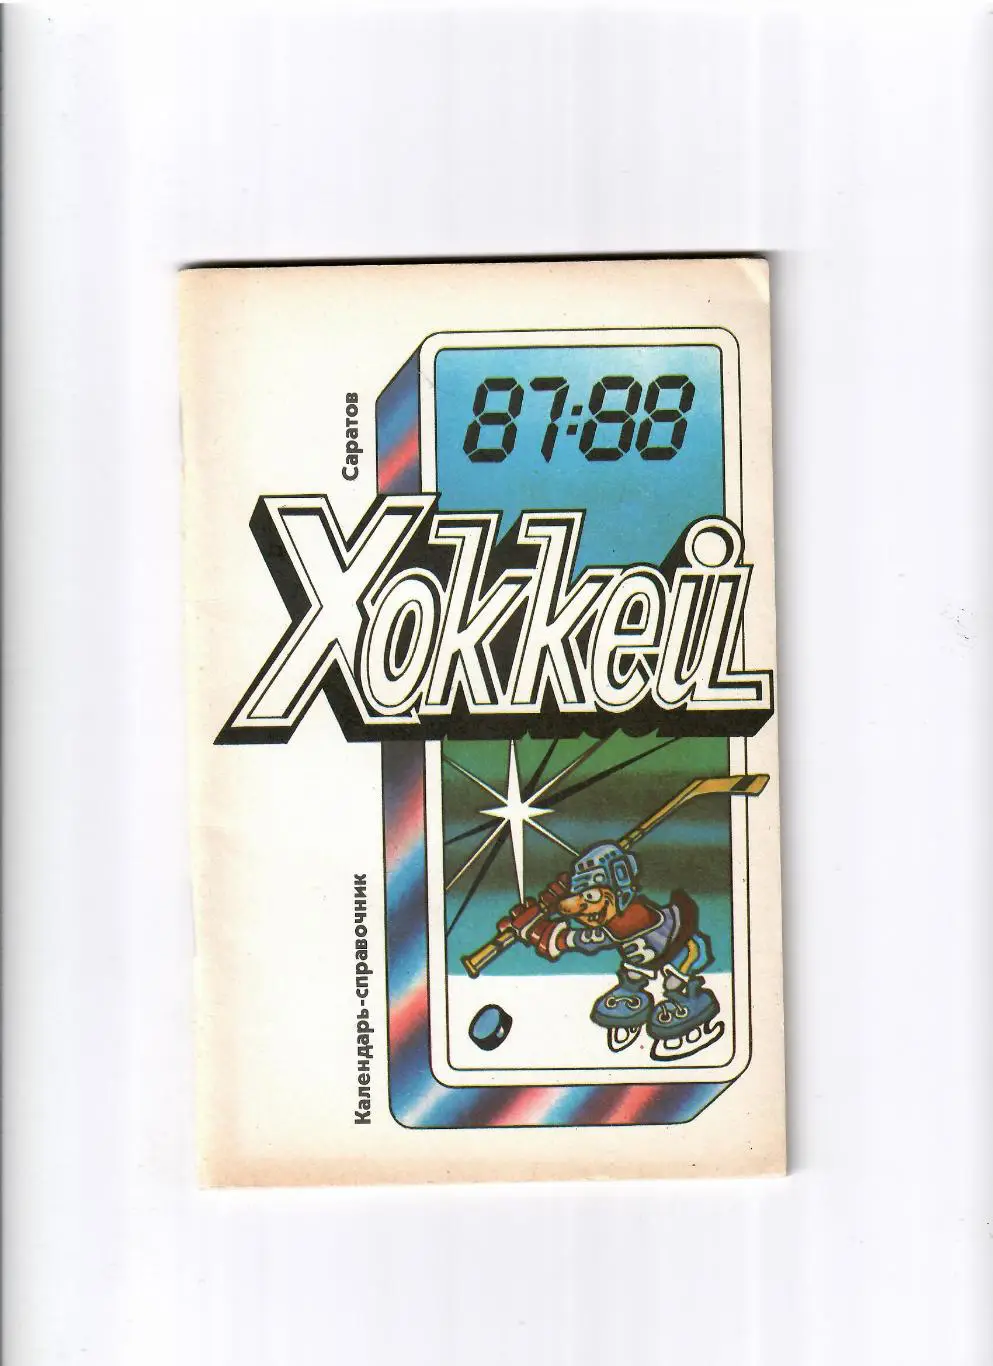 87:88
Саратов
Хоккей
Календарь-справочник